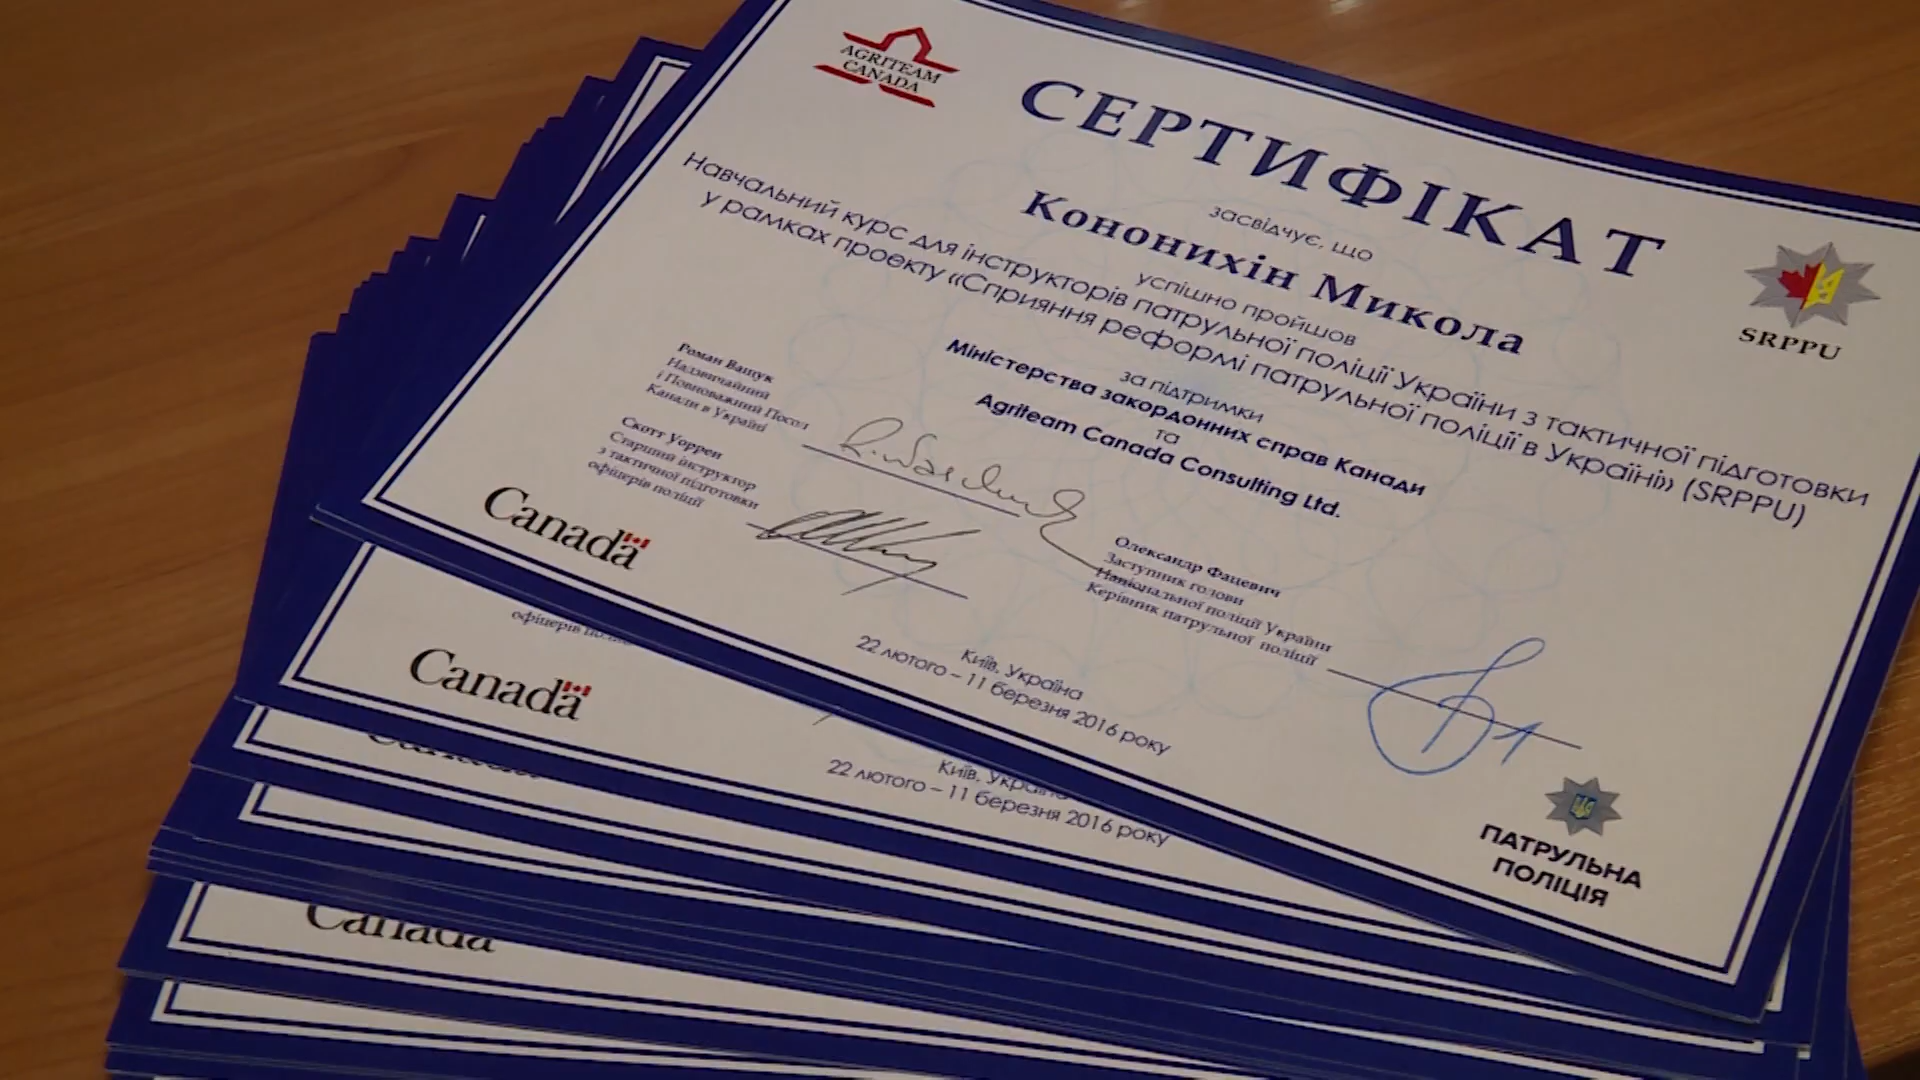 AGRITEAM
CANADA
СЕРТИФІКАТ
засвідчує, що
Кононихін Микола
успішно пройшов
Навчальний курс для інструкторів патрульної поліції України з тактичної підготовки
у рамках проекту «Сприяння реформі патрульної поліції в Україні» (SRPPU)
за підтримки
Міністерства закордонних справ Канади
та
Agriteam Canada Consulting Ltd.
SRPPU
Роман Ващук
Надзвичайний
і Повноважний Посол
Канади в Україні
Скотт Уоррен
Старший інструктор
з тактичної підготовки
офіцерів поліції
Canada
Олександр Фацевич
Заступник голови
Національної поліції України
Керівник патрульної поліції
Київ, Україна
22 лютого – 11 березня 2016 року
ПАТРУЛЬНА
ПОЛІЦІЯ
офіцерів
Canada
Київ, Україна
22 лютого – 11 березня 2016 року
Canada
Canada